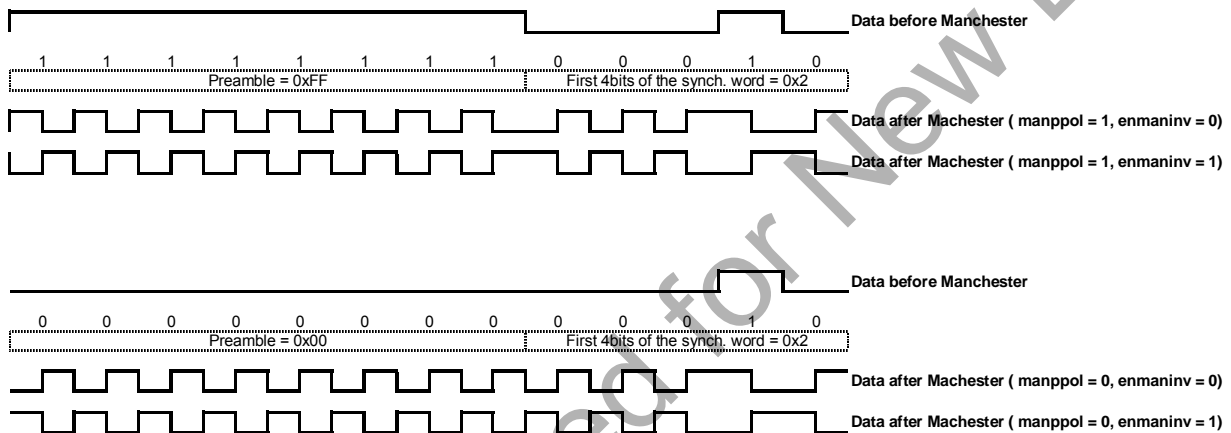 Data before Manchester
1 1 1 1 1 1 1 1 0 0 0 1 0
Preamble = 0xFF First 4bits of the synch. word = 0x2
Data after Machester ( manppol = 1, enmaninv = 0)
Data after Machester ( manppol = 1, enmaninv = 1)
Data before Manchester
0 0 0 0 0 0 0 0 0 0 0 1 0
Preamble = 0x00 First 4bits of the synch. word = 0x2
Data after Machester ( manppol = 0, enmaninv = 0)
Data after Machester ( manppol = 0, enmaninv = 1)
for New